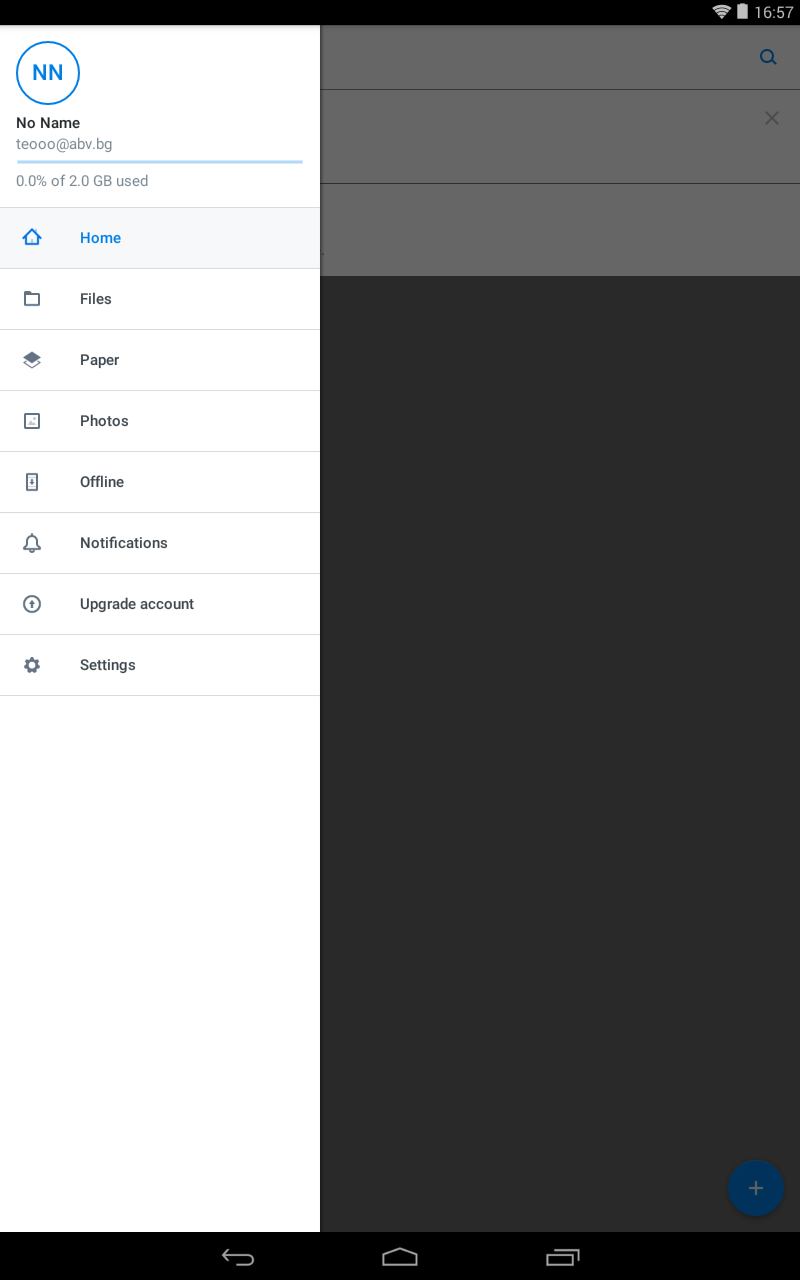 16:57
NN
No Name
teooo@abv.bg
0.0% of 2.0 GB used
Home
Files
Paper
Photos
Offline
Notifications
Upgrade account
Settings